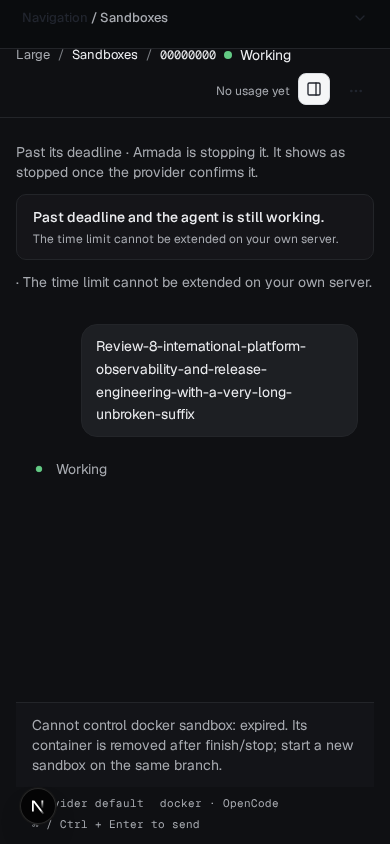 Navigation / Sandboxes
Large / Sandboxes / 00000000 Working
No usage yet
Past its deadline · Armada is stopping it. It shows as
stopped once the provider confirms it.
Past deadline and the agent is still working.
The time limit cannot be extended on your own server.
· The time limit cannot be extended on your own server.
Review-8-international-platform-
observability-and-release-
engineering-with-a-very-long-
unbroken-suffix
Working
Cannot control docker sandbox: expired. Its
container is removed after finish/stop; start a new
sandbox on the same branch.
N vider default docker · OpenCode
⌘ / Ctrl + Enter to send